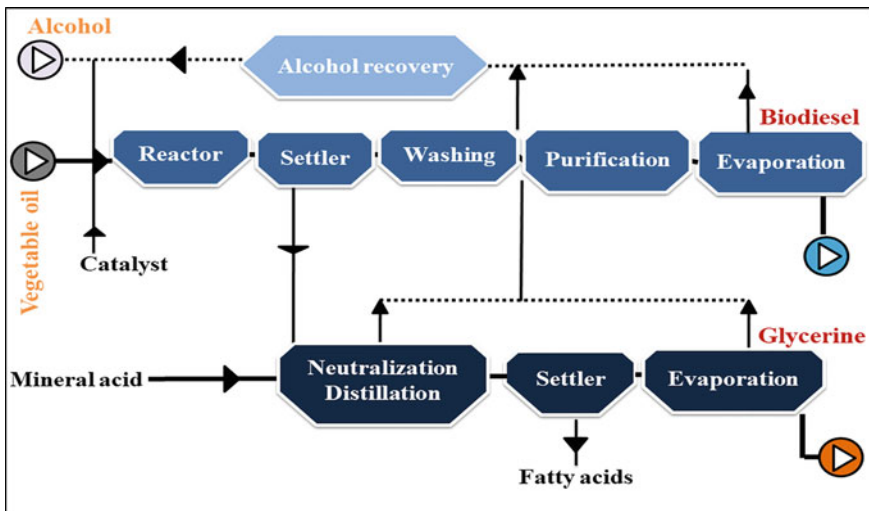 Alcohol
Alcohol recovery
Biodiesel
Reactor
Settler
Washing
Purification
Evaporation
Vegetable oil
Catalyst
Glycerine
Mineral acid
Neutralization
Distillation
Settler
Evaporation
Fatty acids